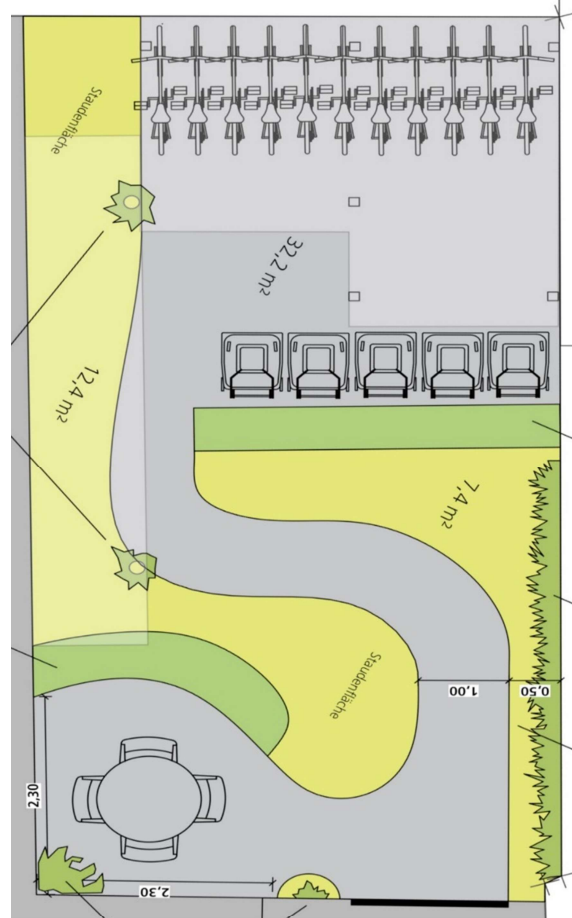 Staudenfläche
32,2 m²
12,4 m²
7,4 m²
Staudenfläche
1,00
0,50
2,30
2,30